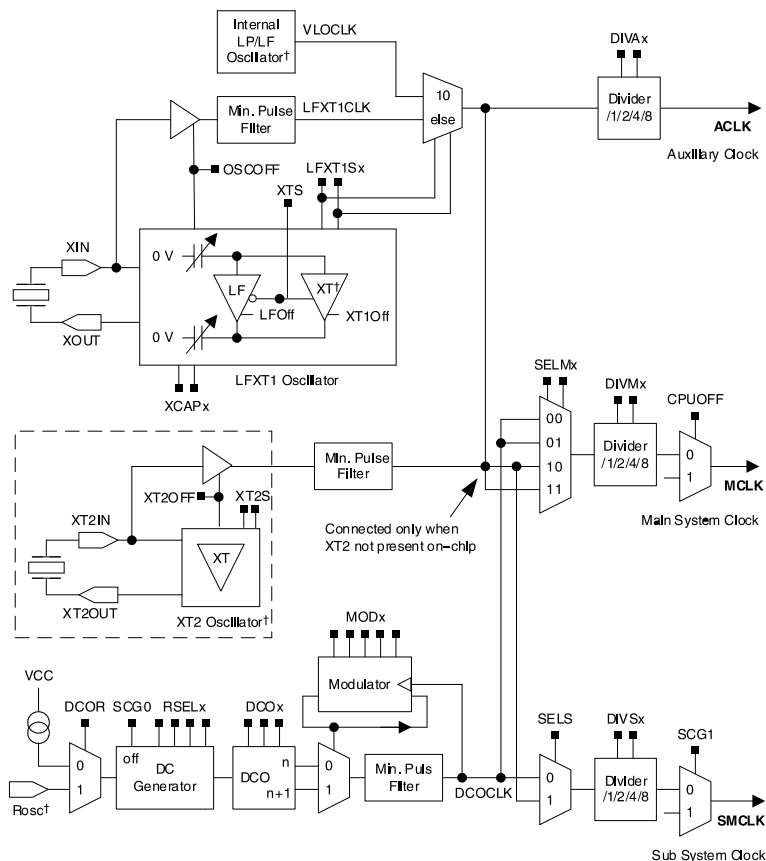 Internal
LP/LF
Oscillator†
VLOCLK
DIVAx
10
else
Min. Pulse
Filter
LFXT1CLK
Divider
/1/2/4/8
ACLK
Auxillary Clock
OSCOFF
LFXT1Sx
XTS
XIN
0 V
LF
XT†
LFOff
XT1Off
0 V
XOUT
LFXT1 Oscillator
XCAPx
SELMx
DIVMx
CPUOFF
00
01
10
11
Divider
/1/2/4/8
0
1
MCLK
Main System Clock
Min. Pulse
Filter
Connected only when
XT2 not present on−chip
XT2OFF
XT2S
XT2IN
XT
XT2OUT
XT2 Oscillator†
MODx
Modulator
VCC
DCOR
SCG0
RSELx
DCOx
off
DC
Generator
0
1
Rosc†
DCO
n
n+1
0
1
Min. Puls
Filter
DCOCLK
SELS
DIVSx
SCG1
0
1
Divider
/1/2/4/8
0
1
SMCLK
Sub System Clock